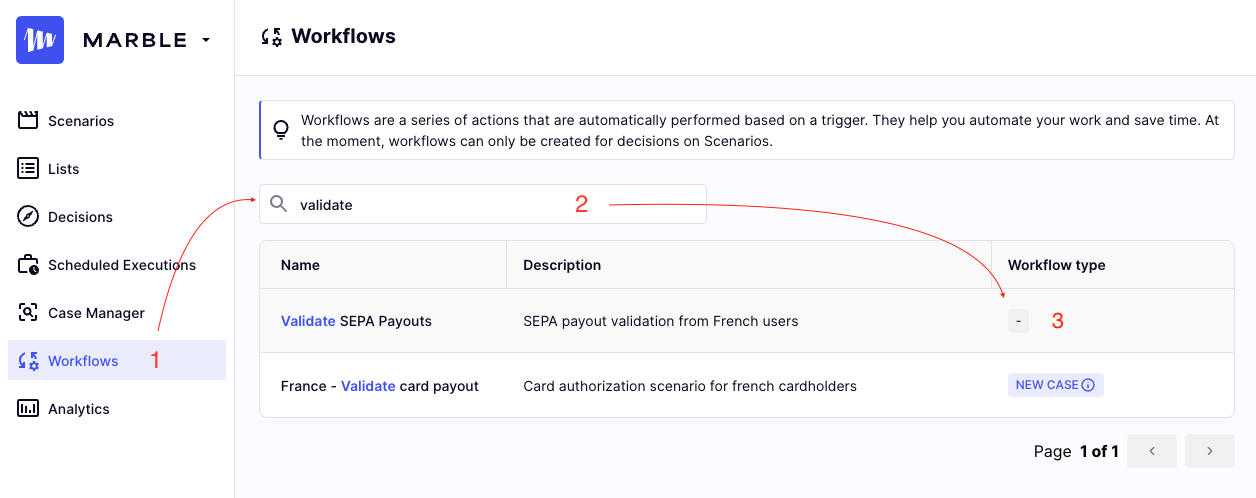 MARBLE
Workflows
Scenarios
Lists
Decisions
Scheduled Executions
Case Manager
Workflows 1
Analytics
Workflows are a series of actions that are automatically performed based on a trigger. They help you automate your work and save time. At
the moment, workflows can only be created for decisions on Scenarios.
validate 2
Name Description Workflow type
Validate SEPA Payouts SEPA payout validation from French users - 3
France - Validate card payout Card authorization scenario for french cardholders NEW CASE
Page 1 of 1